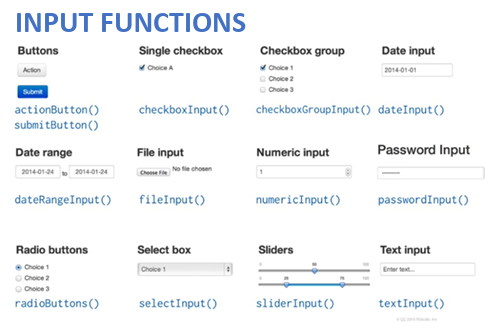 INPUT FUNCTIONS
Buttons
Action
Submit
actionButton()
submitButton()
Single checkbox
Choice A
checkboxInput()
Checkbox group
Choice 1
Choice 2
Choice 3
checkboxGroupInput()
Date input
2014-01-01
dateInput()
Date range
2014-01-24 to 2014-01-24
dateRangeInput()
File input
Choose File No file chosen
fileInput()
Numeric input
1
numericInput()
Password Input
passwordInput()
Radio buttons
Choice 1
Choice 2
Choice 3
radioButtons()
Select box
Choice 1
selectInput()
Sliders
0 50 100
0 25 75 100
sliderInput()
Text input
Enter text...
textInput()